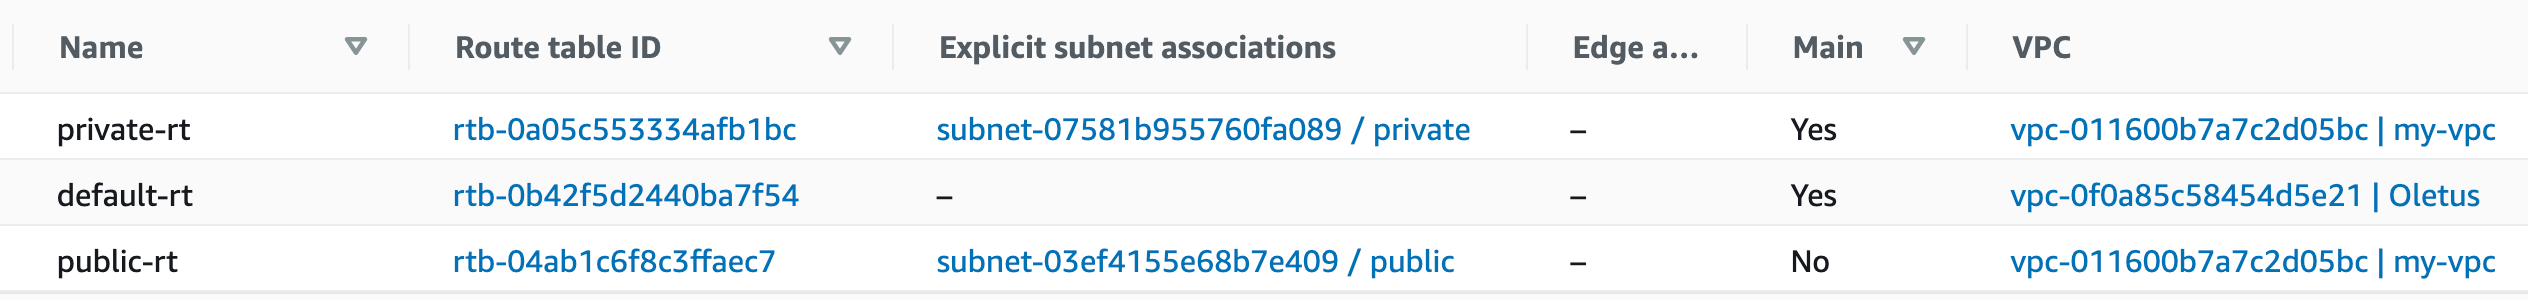 Name Route table ID Explicit subnet associations Edge a... Main VPC
private-rt rtb-0a05c553334afb1bc subnet-07581b955760fa089 / private – Yes vpc-011600b7a7c2d05bc | my-vpc
default-rt rtb-0b42f5d2440ba7f54 – – Yes vpc-0f0a85c58454d5e21 | Oletus
public-rt rtb-04ab1c6f8c3ffaec7 subnet-03ef4155e68b7e409 / public – No vpc-011600b7a7c2d05bc | my-vpc